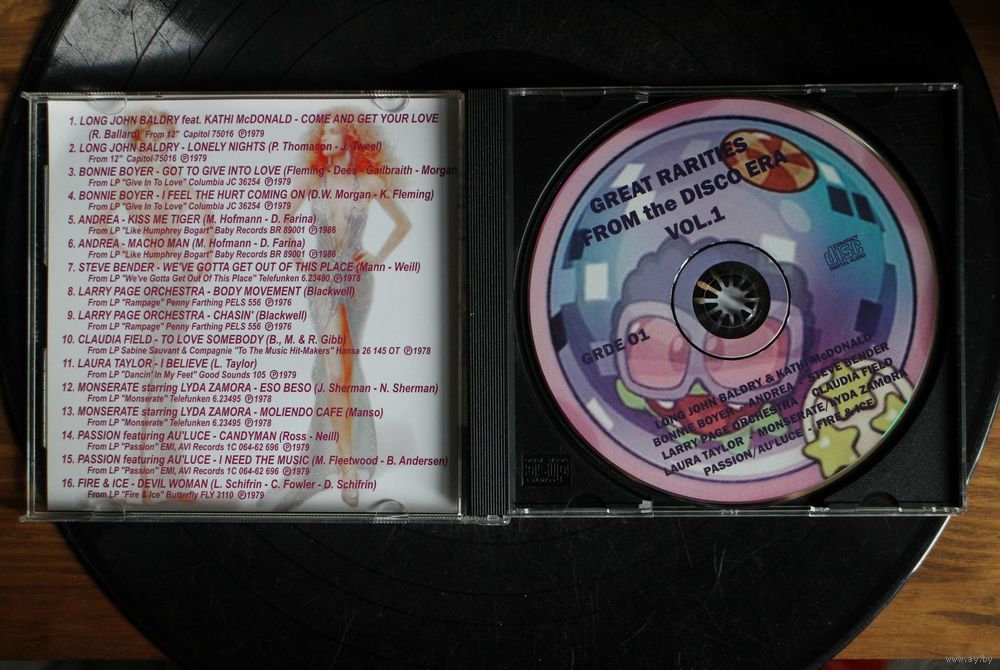 1. LONG JOHN BALDRY feat. KATHI McDONALD - COME AND GET YOUR LOVE
(R. Ballard) From 12" Capitol 75016 ℗1979
2. LONG JOHN BALDRY - LONELY NIGHTS (P. Thomason - J. Tweel)
From 12" Capitol 75016 ℗1979
3. BONNIE BOYER - GOT TO GIVE INTO LOVE (Fleming - Dees - Gailbraith - Morgan
From LP "Give In To Love" Columbia JC 36254 ℗1979
4. BONNIE BOYER - I FEEL THE HURT COMING ON (D.W. Morgan - K. Fleming)
From LP "Give In To Love" Columbia JC 36254 ℗1979
5. ANDREA - KISS ME TIGER (M. Hofmann - D. Farina)
From LP "Like Humphrey Bogart" Baby Records BR 89001 ℗1986
6. ANDREA - MACHO MAN (M. Hofmann - D. Farina)
From LP "Like Humphrey Bogart" Baby Records BR 89001 ℗1986
7. STEVE BENDER - WE'VE GOTTA GET OUT OF THIS PLACE (Mann - Weill)
From LP "We've Gotta Get Out Of This Place" Telefunken 6.23480 ℗1978
8. LARRY PAGE ORCHESTRA - BODY MOVEMENT (Blackwell)
From LP "Rampage" Penny Farthing PELS 556 ℗1976
9. LARRY PAGE ORCHESTRA - CHASIN' (Blackwell)
From LP "Rampage" Penny Farthing PELS 556 ℗1976
10. CLAUDIA FIELD - TO LOVE SOMEBODY (B., M. & R. Gibb)
From LP Sabine Sauvant & Compagnie "To The Music Hit-Makers" Hansa 26 145 OT ℗1978
11. LAURA TAYLOR - I BELIEVE (L. Taylor)
From LP "Dancin'In My Feet" Good Sounds 105 ℗1979
12. MONSERATE starring LYDA ZAMORA - ESO BESO (J. Sherman - N. Sherman)
From LP "Monserate" Telefunken 6.23495 ℗1978
13. MONSERATE starring LYDA ZAMORA - MOLIENDO CAFE (Manso)
From LP "Monserate" Telefunken 6.23495 ℗1978
14. PASSION featuring AU'LUCE - CANDYMAN (Ross - Neill)
From LP "Passion" EMI, AVI Records 1C 064-62 696 ℗1979
15. PASSION featuring AU'LUCE - I NEED THE MUSIC (M. Fleetwood - B. Andersen)
From LP "Passion" EMI, AVI Records 1C 064-62 696 ℗1979
16. FIRE & ICE - DEVIL WOMAN (L. Schifrin - C. Fowler - D. Schifrin)
From LP "Fire & Ice" Butterfly FLY 3110 ℗1979
GREAT RARITIES
FROM the DISCO ERA
VOL.1
COMPACT
disc
DIGITAL AUDIO
GRDE 01
LONG JOHN BALDRY & KATHI McDONALD
BONNIE BOYER - ANDREA - STEVE BENDER
LARRY PAGE ORCHESTRA - CLAUDIA FIELD
LAURA TAYLOR - MONSERATE/LYDA ZAMORA
PASSION/AU'LUCE - FIRE & ICE
www.ay.by